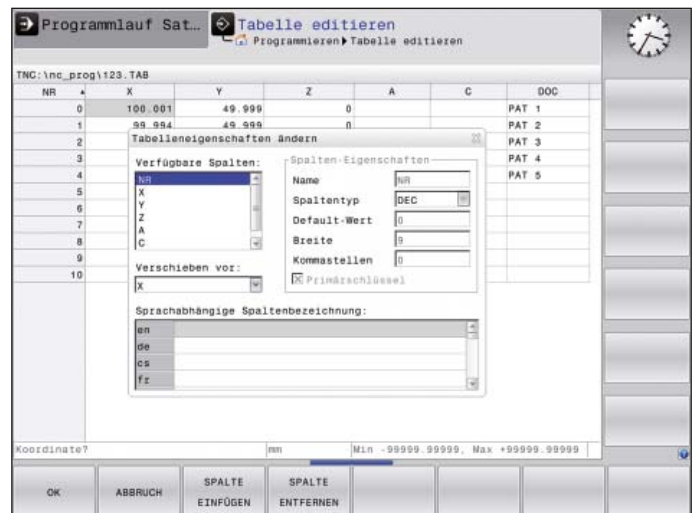 Programmlauf Sat...
Tabelle editieren
Programmieren ▸ Tabelle editieren
TNC:\nc_prog\123.TAB
NR X Y Z A C DOC
0 100.001 49.999 0 PAT 1
1 99.994 49.999 0 PAT 2
2 PAT 3
3 PAT 4
4 PAT 5
5
6
7
8
9
10
Tabelleneigenschaften ändern
Verfügbare Spalten:
NR
X
Y
Z
A
C
Verschieben vor:
X
Spalten-Eigenschaften
Name NR
Spaltentyp DEC
Default-Wert 0
Breite 9
Kommastellen 0
Primärschlüssel
Sprachabhängige Spaltenbezeichnung:
en
de
cs
fr
Koordinate? mm Min -99999.99999, Max +99999.99999
OK
ABBRUCH
SPALTE
EINFÜGEN
SPALTE
ENTFERNEN